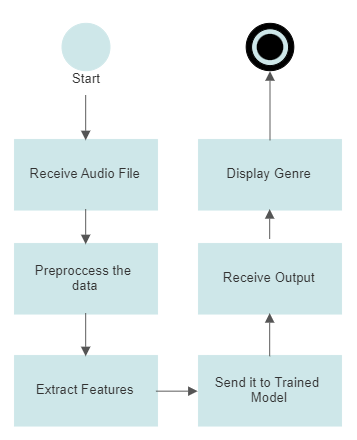 Start
Receive Audio File
Preproccess the
data
Extract Features
Send it to Trained
Model
Receive Output
Display Genre